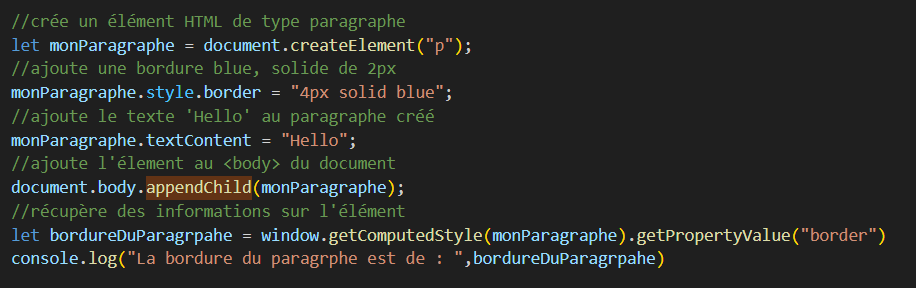 //crée un élément HTML de type paragraphe
let monParagraphe = document.createElement("p");
//ajoute une bordure blue, solide de 2px
monParagraphe.style.border = "4px solid blue";
//ajoute le texte 'Hello' au paragraphe créé
monParagraphe.textContent = "Hello";
//ajoute l'élement au <body> du document
document.body.appendChild(monParagraphe);
//récupère des informations sur l'élément
let bordureDuParagrpahe = window.getComputedStyle(monParagraphe).getPropertyValue("border")
console.log("La bordure du paragrphe est de : ",bordureDuParagrpahe)